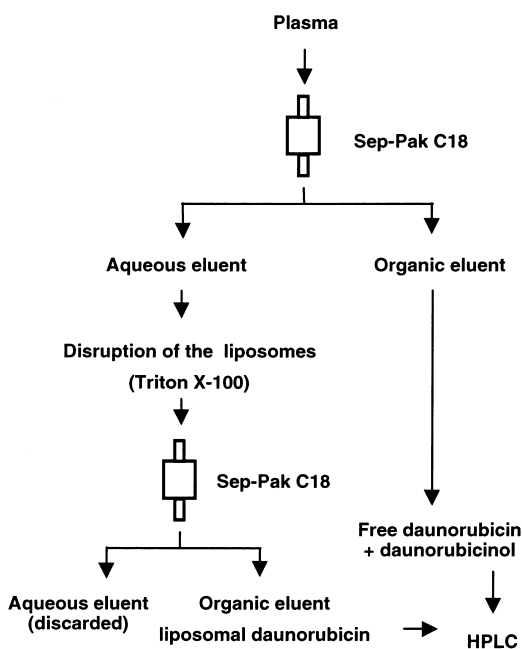 Plasma
Sep-Pak C18
Aqueous eluent
Organic eluent
Disruption of the liposomes
(Triton X-100)
Sep-Pak C18
Free daunorubicin
+ daunorubicinol
Aqueous eluent
(discarded)
Organic eluent
liposomal daunorubicin
HPLC